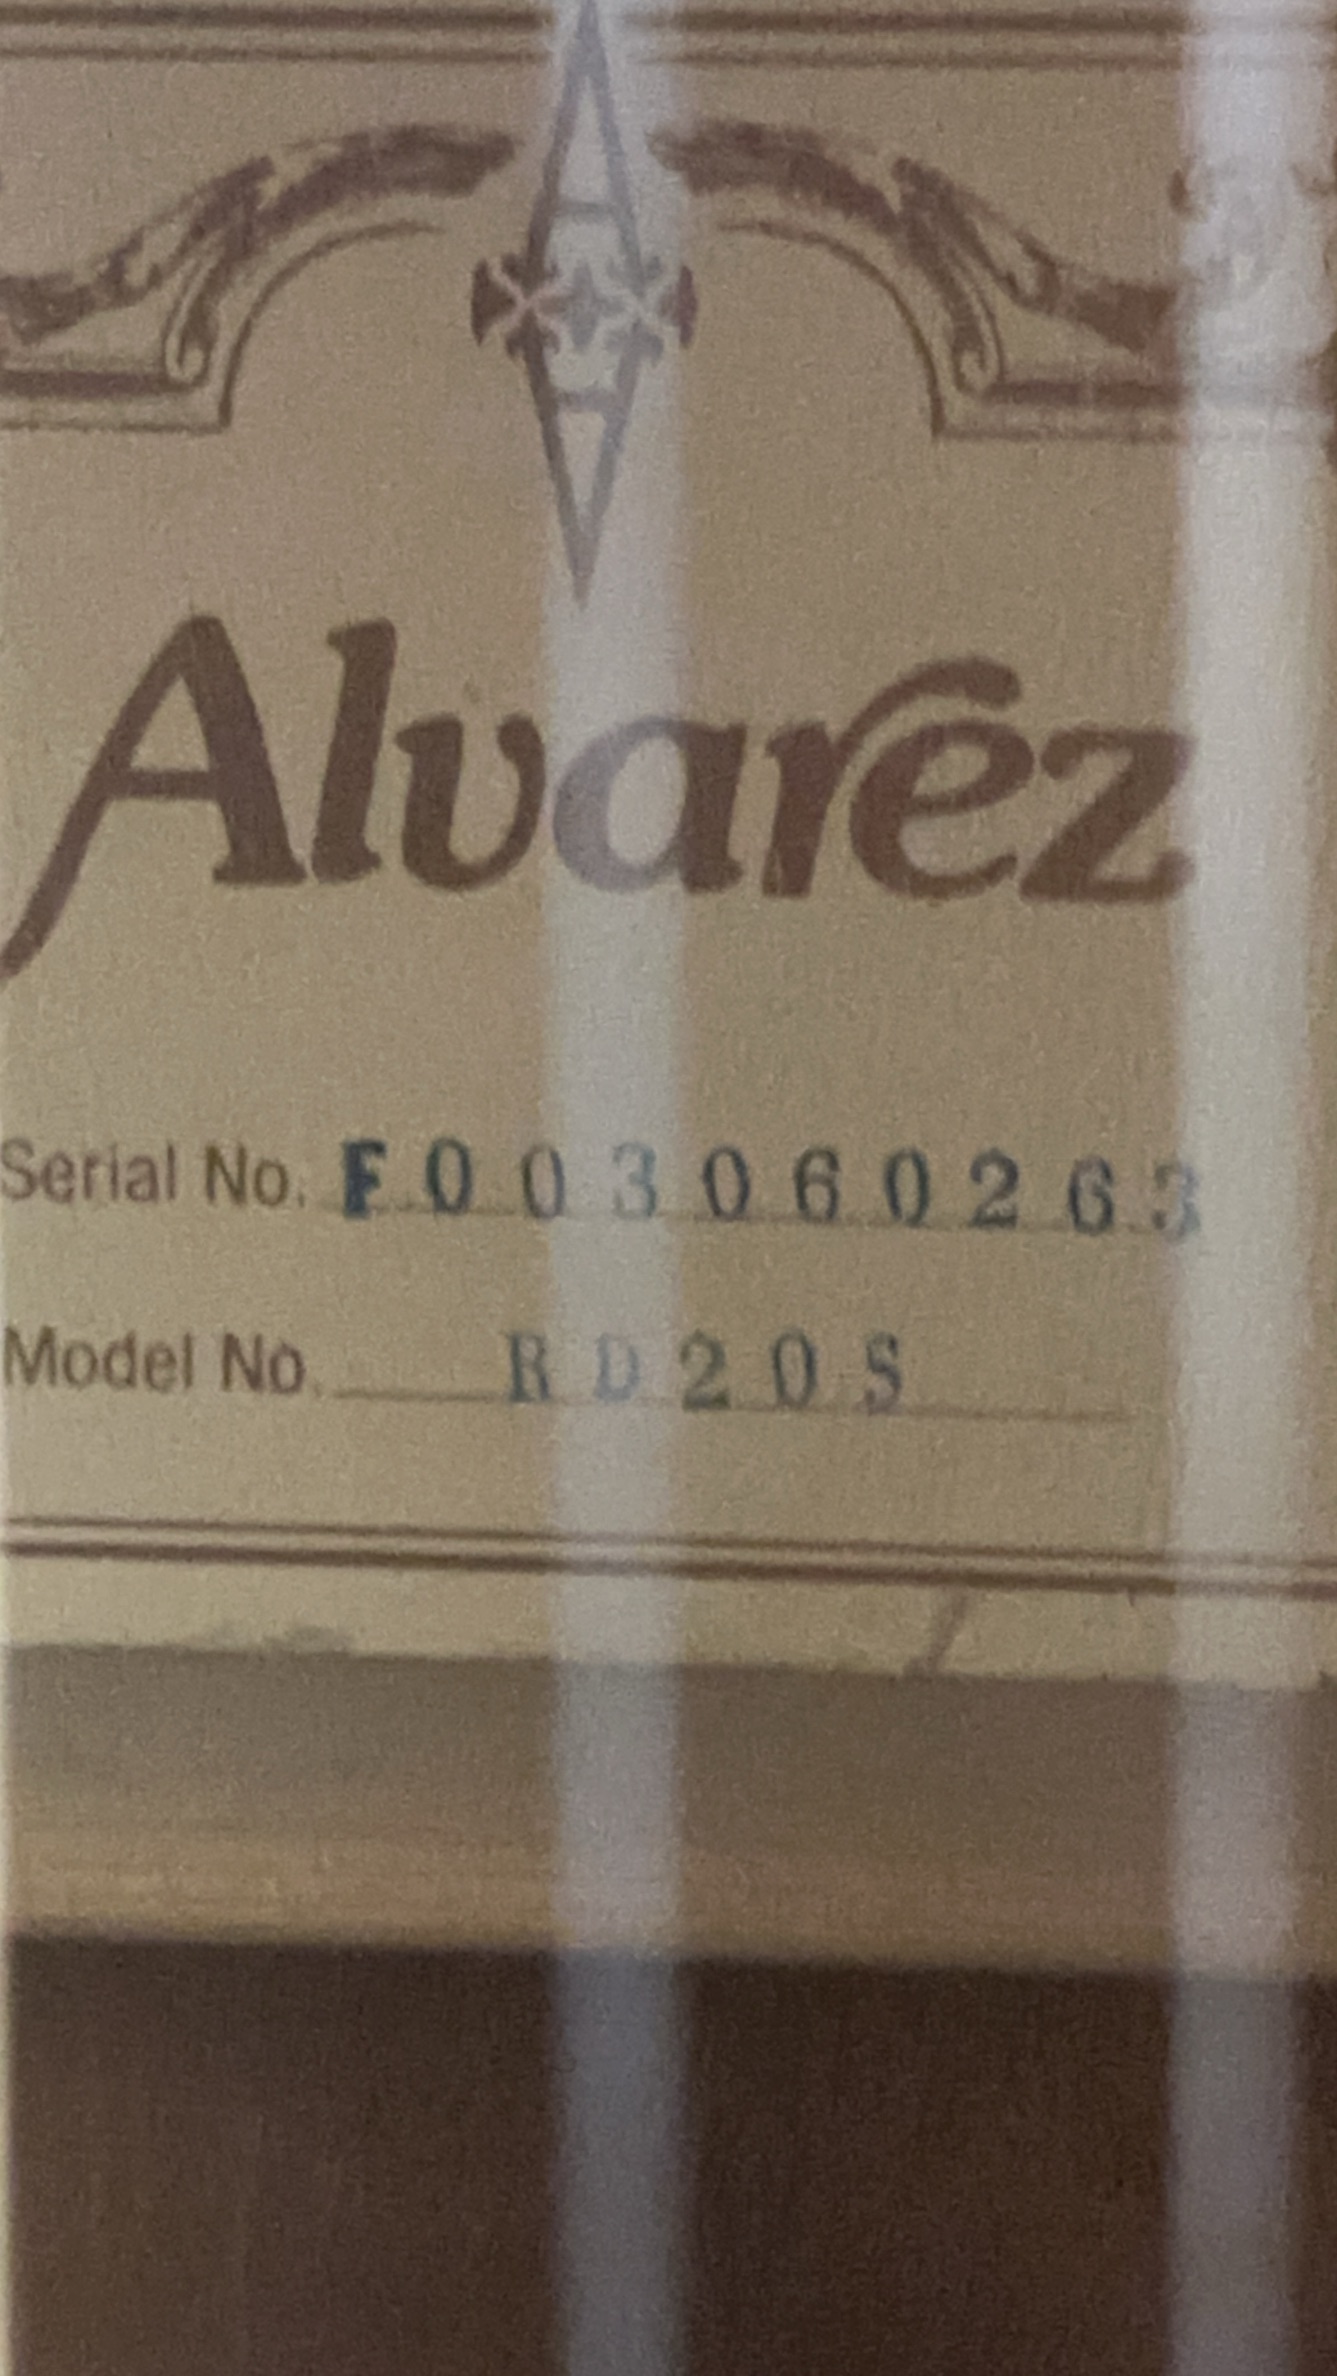 Alvarez
Serial No. F003060263
Model No. RD20S